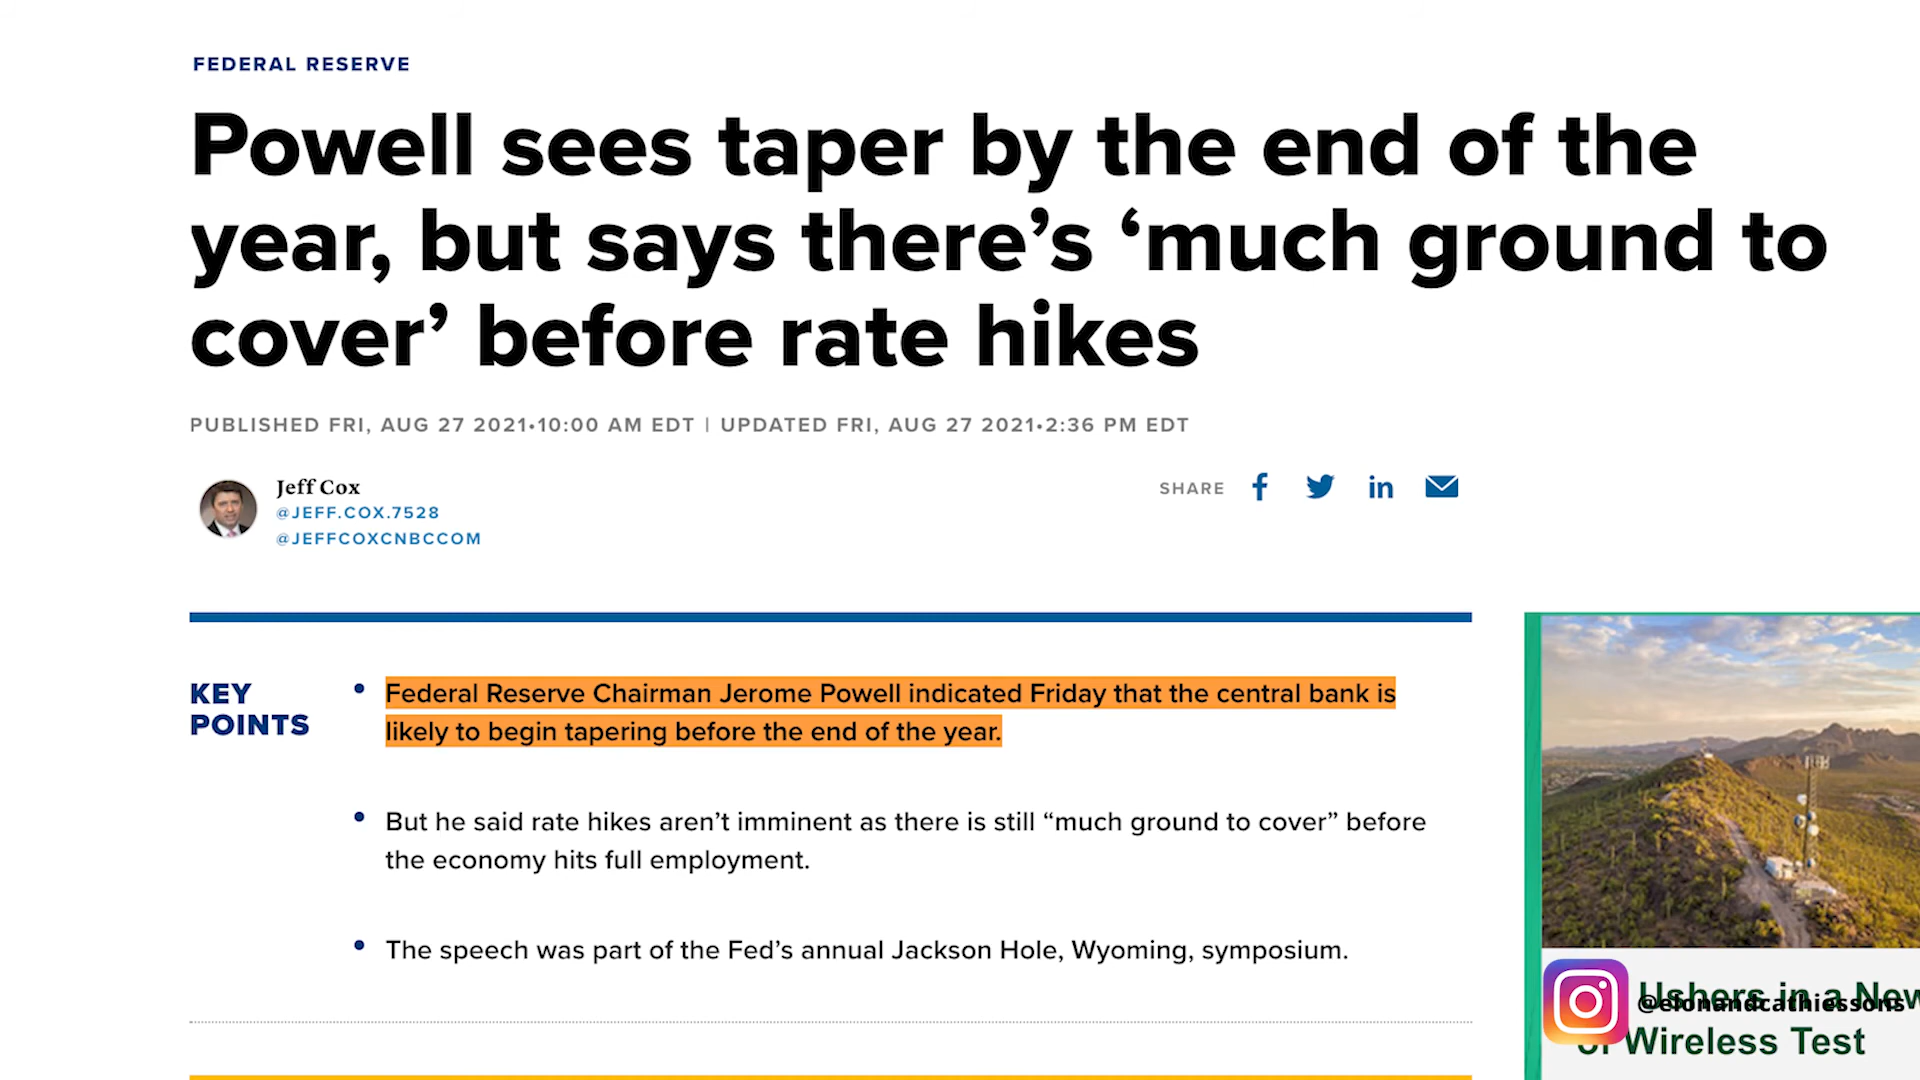 FEDERAL RESERVE
Powell sees taper by the end of the
year, but says there’s ‘much ground to
cover’ before rate hikes
PUBLISHED FRI, AUG 27 2021•10:00 AM EDT | UPDATED FRI, AUG 27 2021•2:36 PM EDT
Jeff Cox
@JEFF.COX.7528
@JEFFCOXCNBCCOM
SHARE
KEY
POINTS
• Federal Reserve Chairman Jerome Powell indicated Friday that the central bank is
likely to begin tapering before the end of the year.
• But he said rate hikes aren’t imminent as there is still “much ground to cover” before
the economy hits full employment.
• The speech was part of the Fed’s annual Jackson Hole, Wyoming, symposium.
Ushers in a New
@elonandcathiessons
of Wireless Test